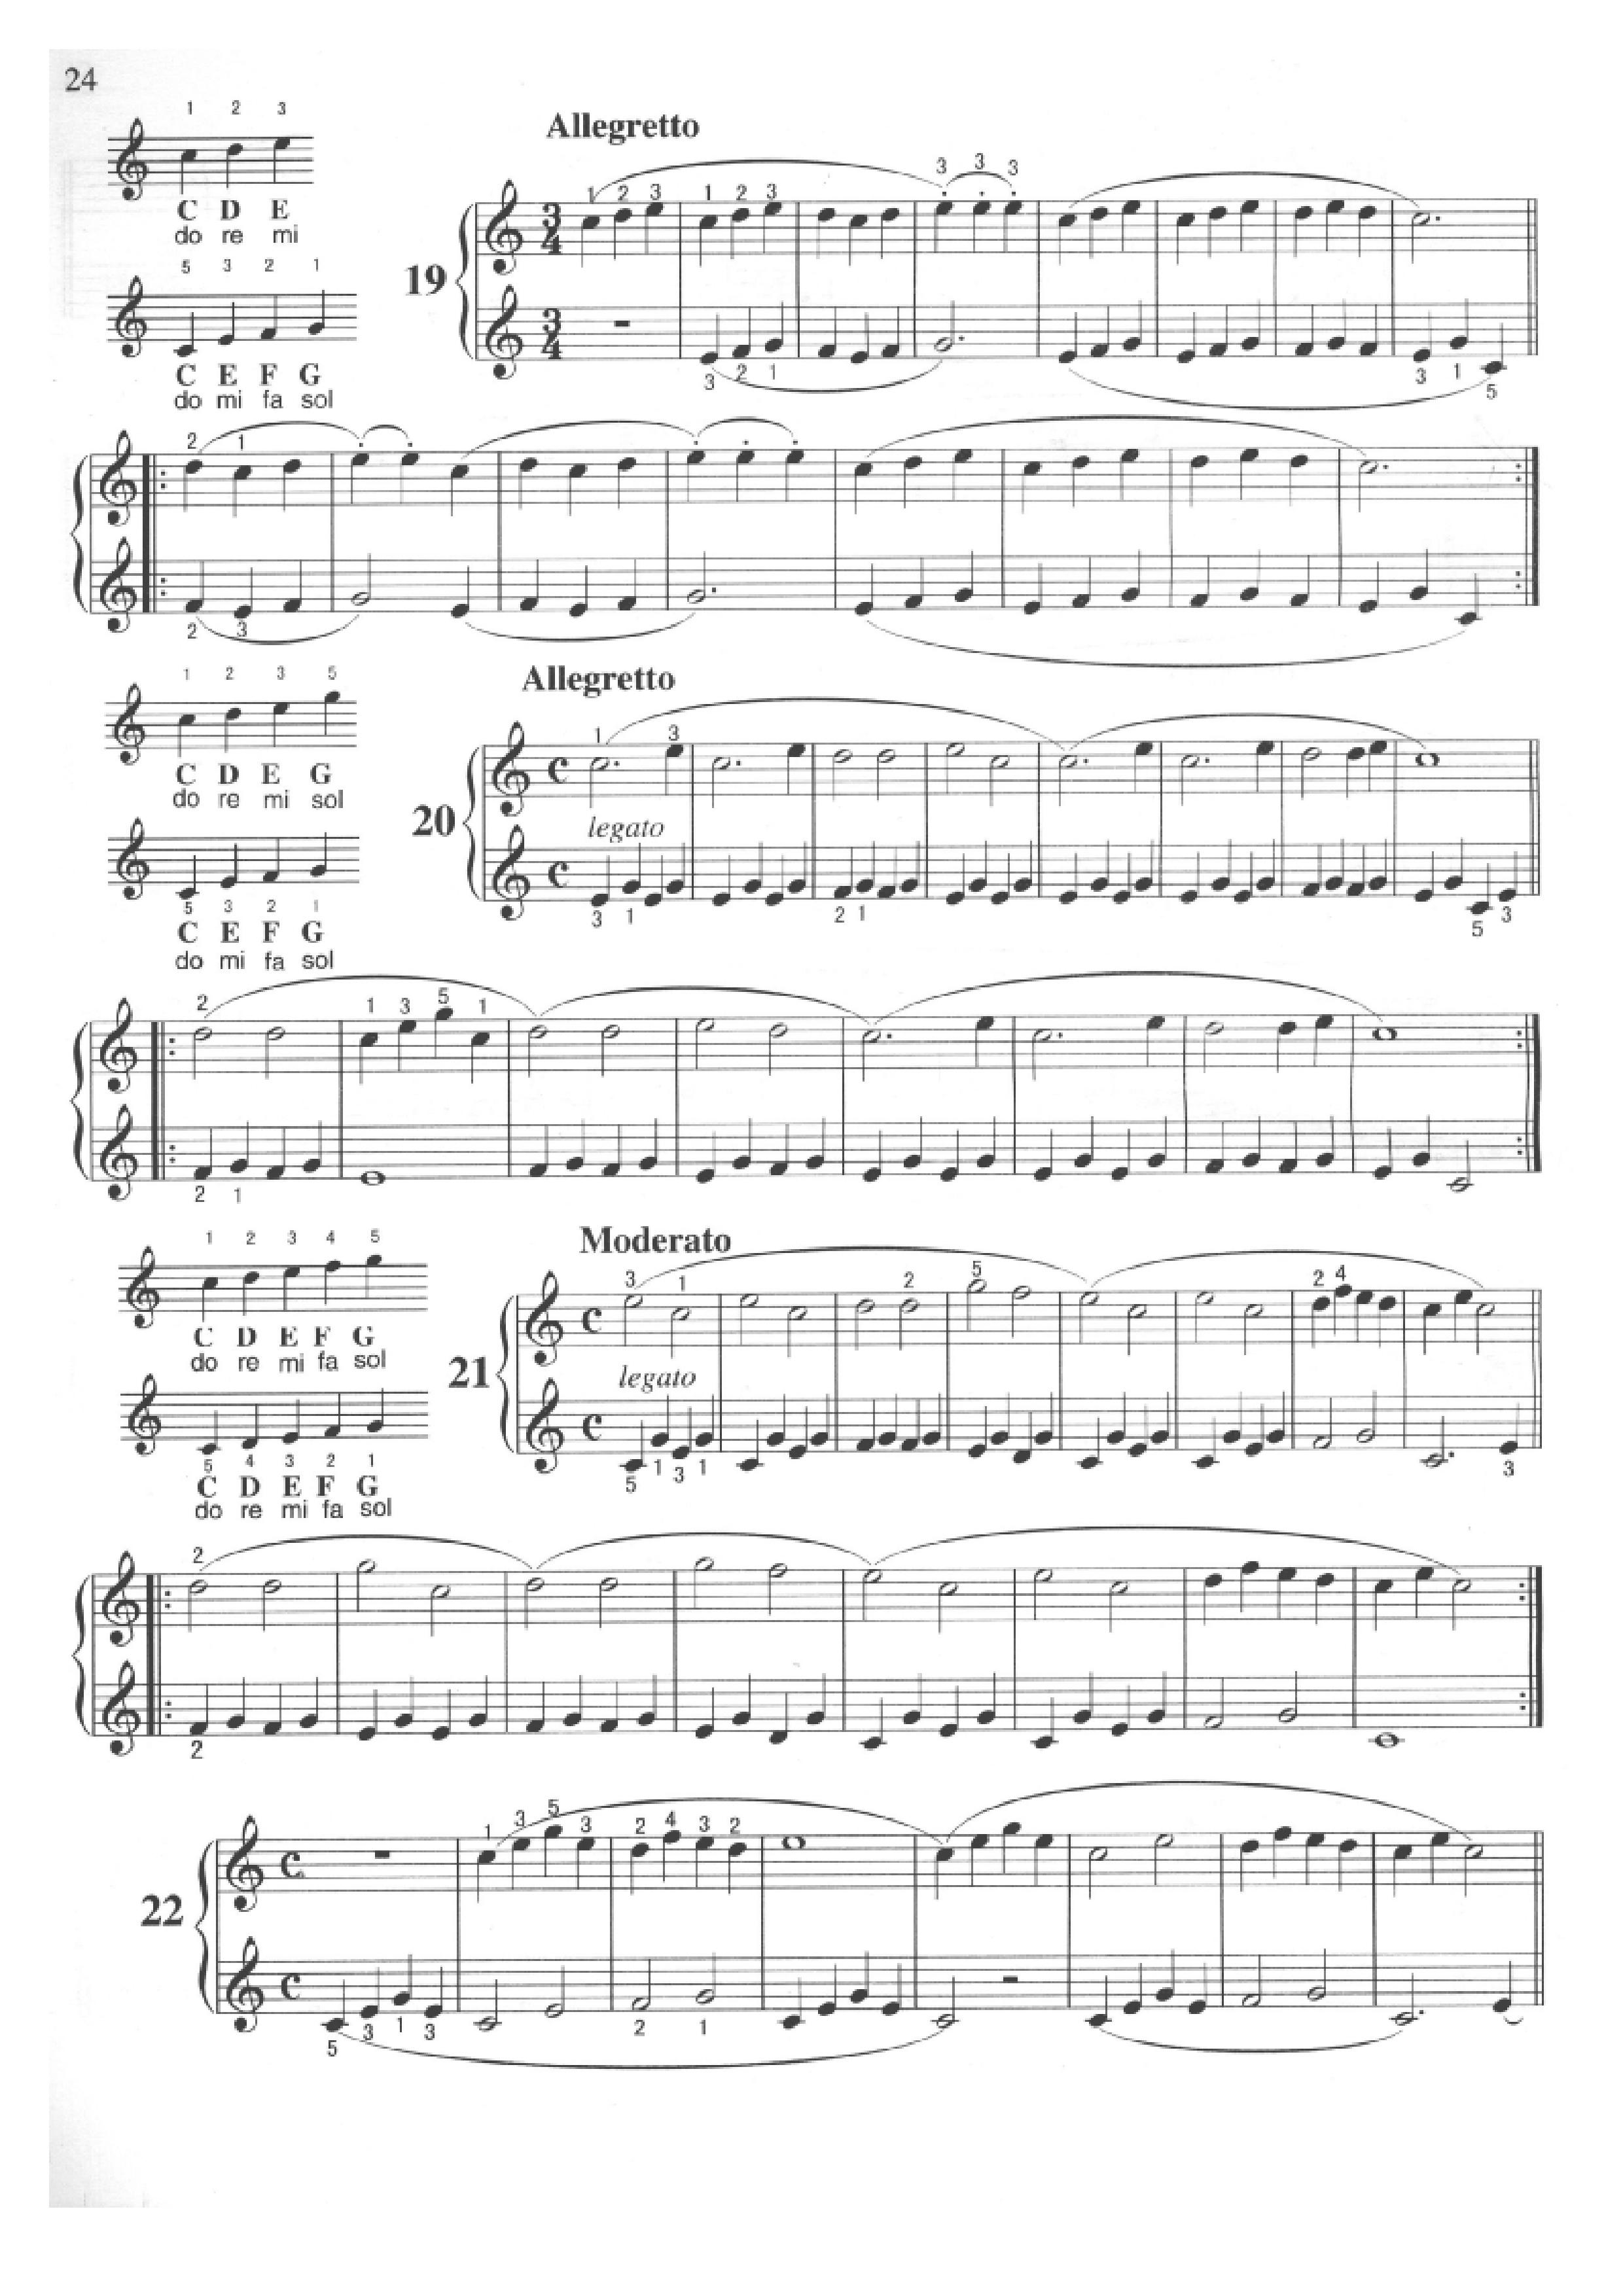 24
1 2 3
C D E
do re mi
5 3 2 1
C E F G
do mi fa sol
Allegretto
19
1 2 3 1 2 3 3 3 3
3 4
3 4
3 2 1 3 1 5
2 1
2 3
1 2 3 5
C D E G
do re mi sol
5 3 2 1
C E F G
do mi fa sol
Allegretto
20
1 3
legato
3 1 2 1 5 3
2 1 3 5 1
2 1
1 2 3 4 5
C D E F G
do re mi fa sol
5 4 3 2 1
C D E F G
do re mi fa sol
Moderato
21
3 1 2 5 2 4
legato
5 1 3 1 3
2
2
22
1 3 5 3 2 4 3 2
5 3 1 3 2 1